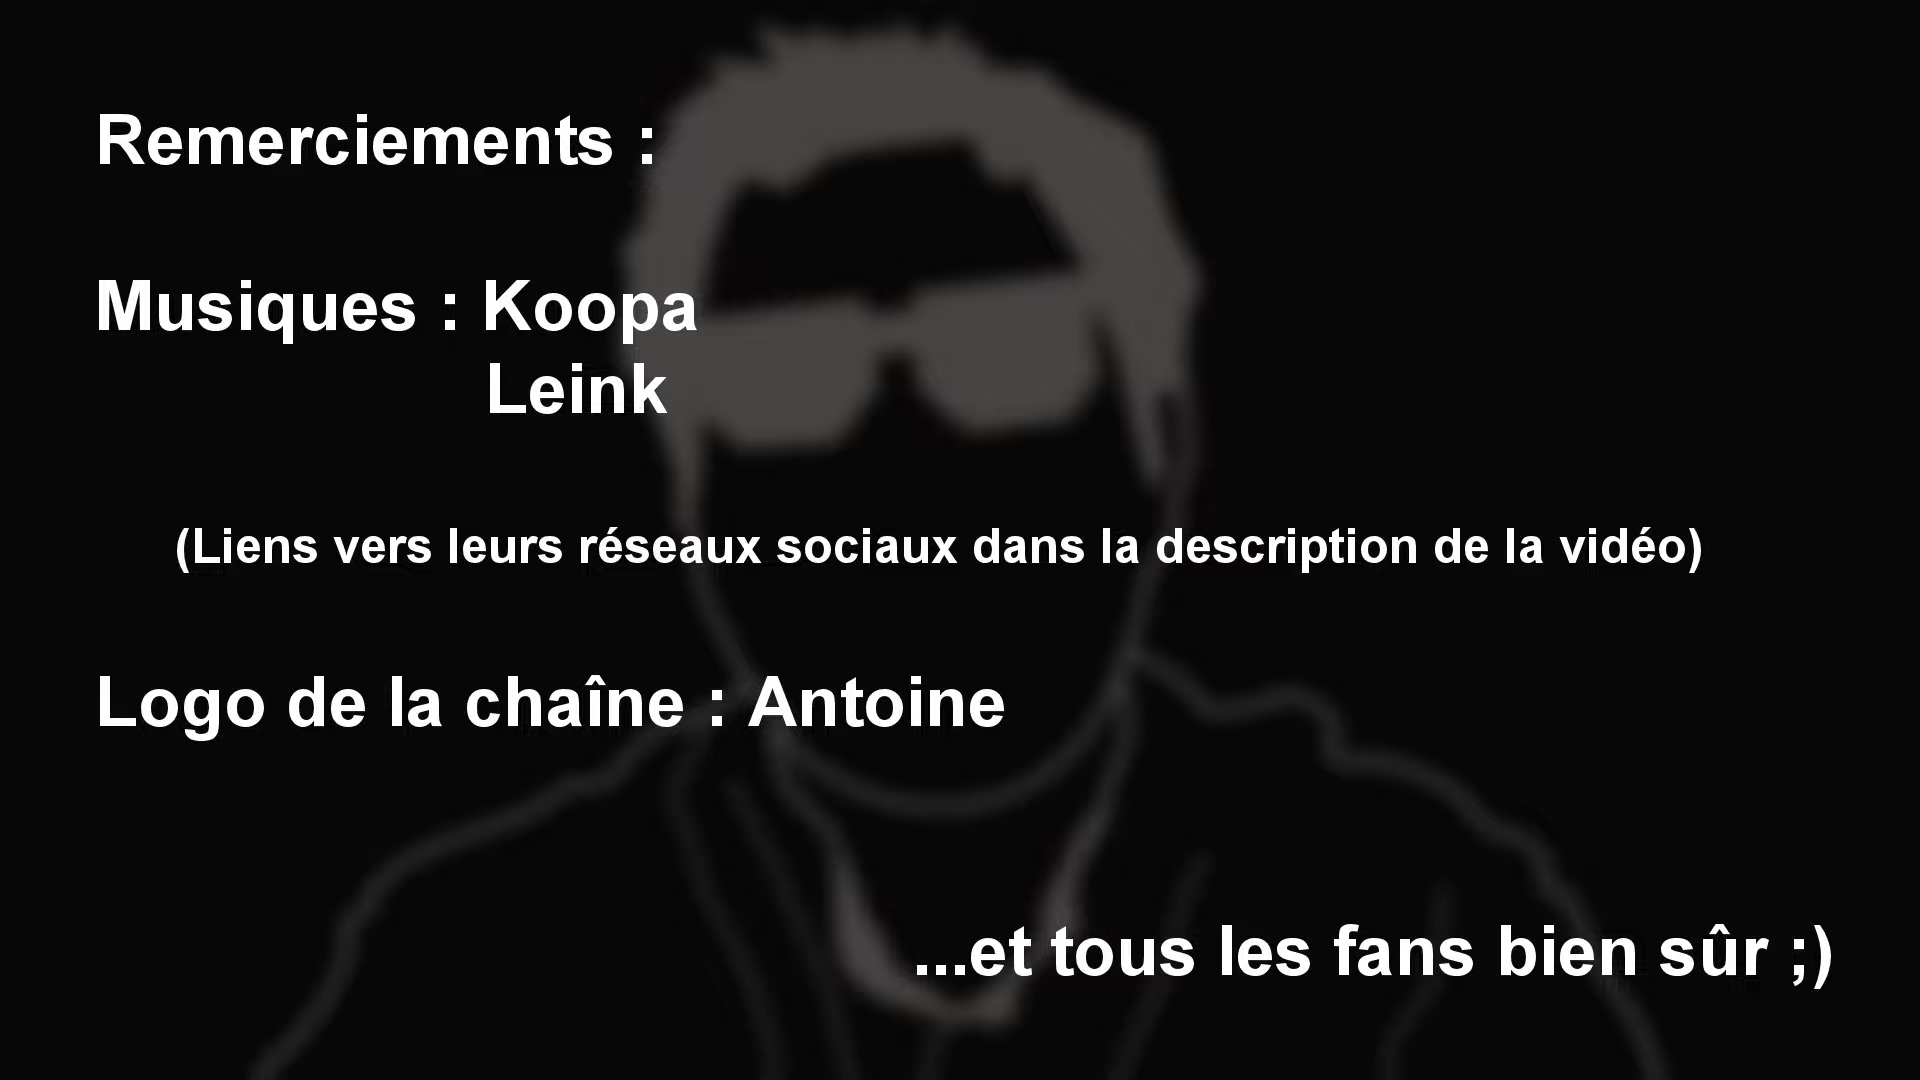 Remerciements :
Musiques : Koopa
Leink
(Liens vers leurs réseaux sociaux dans la description de la vidéo)
Logo de la chaîne : Antoine
...et tous les fans bien sûr ;)